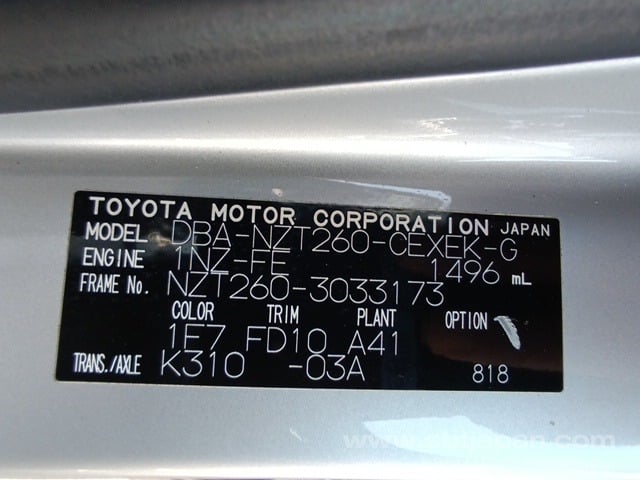 TOYOTA MOTOR CORPORATION JAPAN
MODEL DBA-NZT260-CEXEK-G
ENGINE 1NZ-FE 1496 mL
FRAME No. NZT260-3033173
COLOR TRIM PLANT OPTION
1E7 FD10 A41
TRANS./AXLE K310 -03A 818